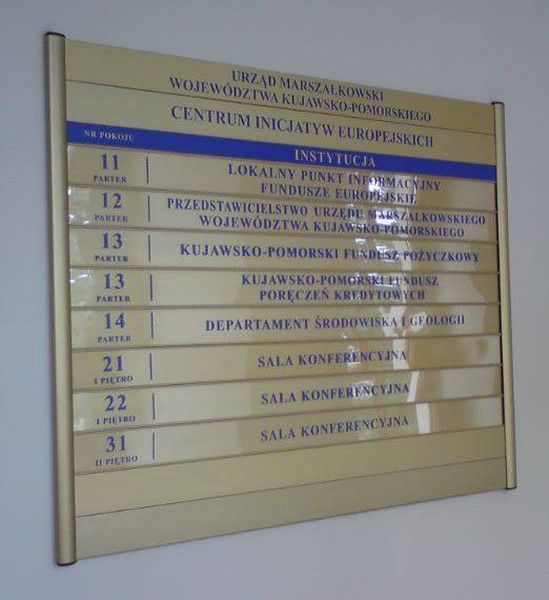 URZĄD MARSZAŁKOWSKI
WOJEWÓDZTWA KUJAWSKO-POMORSKIEGO
CENTRUM INICJATYW EUROPEJSKICH
NR POKOJU
INSTYTUCJA
11
PARTER
LOKALNY PUNKT INFORMACYJNY
FUNDUSZE EUROPEJSKIE
12
PARTER
PRZEDSTAWICIELSTWO URZĘDU MARSZAŁKOWSKIEGO
WOJEWÓDZTWA KUJAWSKO-POMORSKIEGO
13
PARTER
KUJAWSKO-POMORSKI FUNDUSZ POŻYCZKOWY
13
PARTER
KUJAWSKO-POMORSKI FUNDUSZ
PORĘCZEŃ KREDYTOWYCH
14
PARTER
DEPARTAMENT ŚRODOWISKA I GEOLOGII
21
I PIĘTRO
SALA KONFERENCYJNA
22
I PIĘTRO
SALA KONFERENCYJNA
31
II PIĘTRO
SALA KONFERENCYJNA